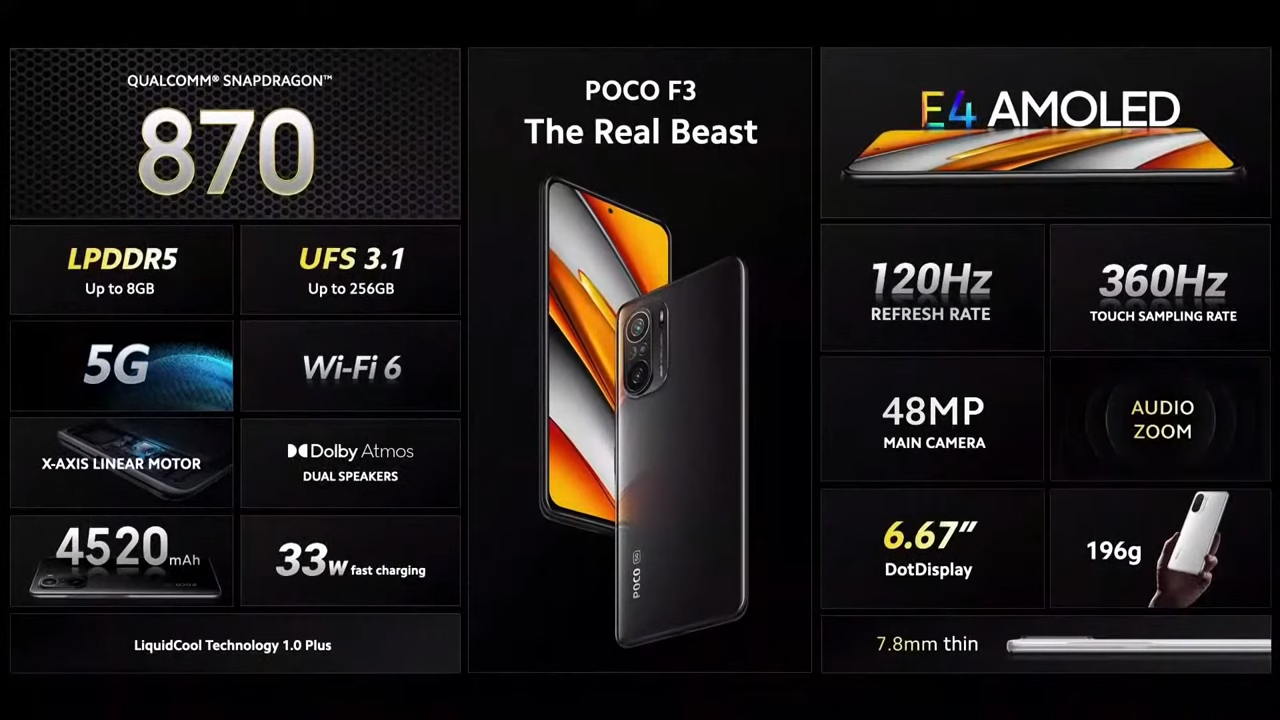 QUALCOMM® SNAPDRAGON™
870
LPDDR5
Up to 8GB
UFS 3.1
Up to 256GB
5G
Wi-Fi 6
X-AXIS LINEAR MOTOR
Dolby Atmos
DUAL SPEAKERS
4520mAh
33W fast charging
LiquidCool Technology 1.0 Plus
POCO F3
The Real Beast
POCO 5G
E4 AMOLED
120Hz
REFRESH RATE
360Hz
TOUCH SAMPLING RATE
48MP
MAIN CAMERA
AUDIO
ZOOM
6.67″
DotDisplay
196g
7.8mm thin